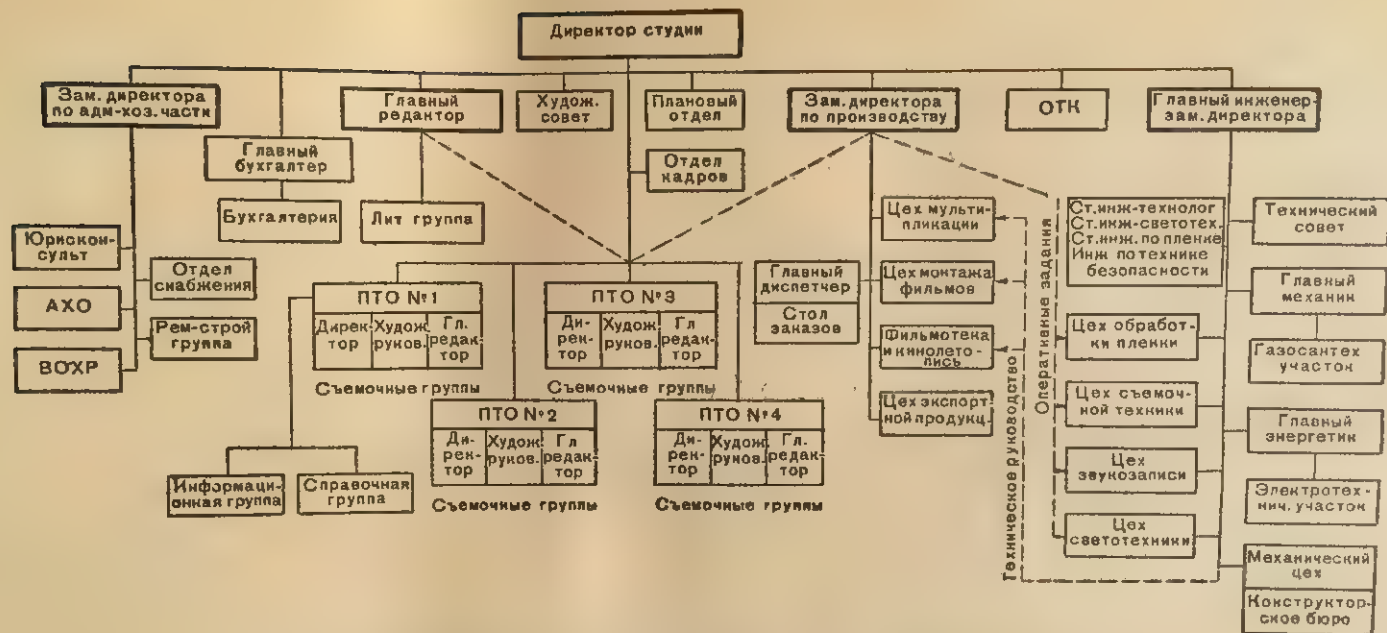 Директор студии
Зам. директора
по адм-хоз. части
Главный
редактор
Худож.
совет
Плановый
отдел
Зам. директора
по производству
ОТК
Главный инженер-
зам. директора
Главный
бухгалтер
Отдел
кадров
Бухгалтерия
Лит группа
Юрискон-
сульт
Отдел
снабжения
АХО
Рем-строй
группа
ВОХР
ПТО №1
Дирек-
тор
Худож
руков.
Гл.
редак-
тор
Съемочные группы
ПТО №3
Ди-
рек-
тор
Худож
руков.
Гл
редак-
тор
Съемочные группы
ПТО №2
Ди-
рек-
тор
Худож
руков.
Гл
редак-
тор
Съемочные группы
ПТО №4
Ди-
рек-
тор
Худож
руков.
Гл.
редак-
тор
Съемочные группы
Информаци-
онная группа
Справочная
группа
Главный
диспетчер
Стол
заказов
Цех мульти-
пликации
Цех монтажа
фильмов
Фильмотека
и кинолето-
пись
Цех экспорт
ной продукц.
Техническое руководство
Оперативные задания
Ст.инж-технолог
Ст.инж-светотех.
Ст.инж. по пленке
Инж по технике
безопасности
Цех обработ-
ки пленки
Цех съемоч-
ной техники
Цех
звукозаписи
Цех
светотехники
Технический
совет
Главный
механик
Газосантех
участок
Главный
энергетик
Электротех-
нич. участок
Механический
цех
Конструктор-
ское бюро